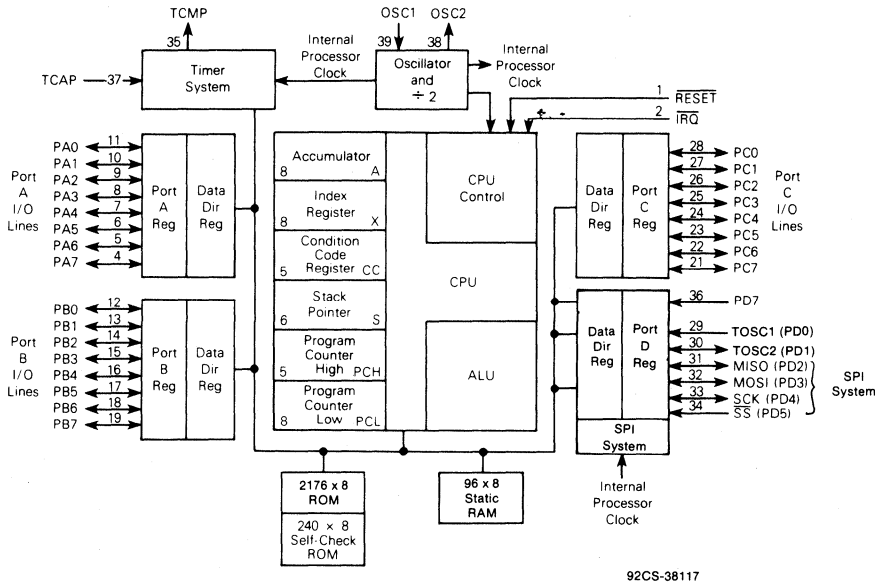 TCMP
35
OSC1
OSC2
39
38
Internal
Processor
Clock
Timer
System
Oscillator
and
÷ 2
Internal
Processor
Clock
TCAP
37
1
RESET
2
IRQ
Port
A
I/O
Lines
PA0
11
PA1
10
PA2
9
PA3
8
PA4
7
PA5
6
PA6
5
PA7
4
Port
A
Reg
Data
Dir
Reg
Accumulator
8
A
Index
Register
8
X
Condition
Code
Register
5
CC
Stack
Pointer
6
S
Program
Counter
High
5
PCH
Program
Counter
Low
8
PCL
CPU
Control
CPU
ALU
Data
Dir
Reg
Port
C
Reg
28
PC0
27
PC1
26
PC2
25
PC3
24
PC4
23
PC5
22
PC6
21
PC7
Port
C
I/O
Lines
Port
B
I/O
Lines
PB0
12
PB1
13
PB2
14
PB3
15
PB4
16
PB5
17
PB6
18
PB7
19
Port
B
Reg
Data
Dir
Reg
Data
Dir
Reg
Port
D
Reg
36
PD7
29
TOSC1 (PD0)
30
TOSC2 (PD1)
31
MISO (PD2)
32
MOSI (PD3)
33
SCK (PD4)
34
SS (PD5)
SPI
System
SPI
System
Internal
Processor
Clock
2176 x 8
ROM
240 × 8
Self-Check
ROM
96 x 8
Static
RAM
92CS-38117